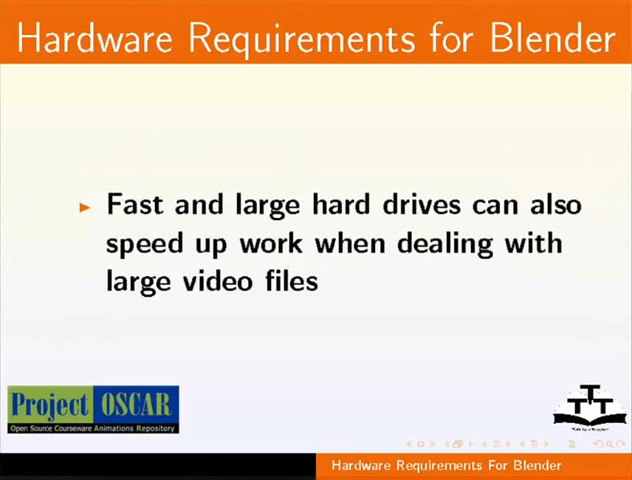 Hardware Requirements for Blender
Fast and large hard drives can also
speed up work when dealing with
large video files
Project OSCAR
Open Source Courseware Animations Repository
Hardware Requirements For Blender